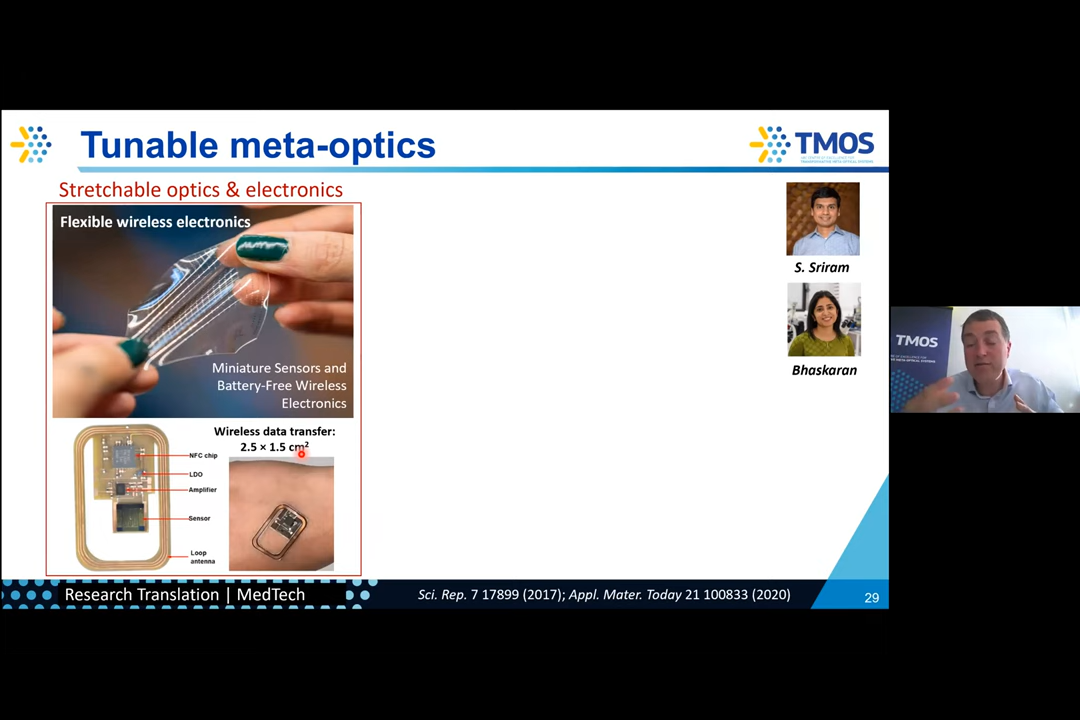 Tunable meta-optics
TMOS
Stretchable optics & electronics
Flexible wireless electronics
Miniature Sensors and
Battery-Free Wireless
Electronics
Wireless data transfer:
2.5 × 1.5 cm²
NFC chip
LDO
Amplifier
Sensor
Loop
antenna
S. Sriram
Bhaskaran
TMOS
Research Translation | MedTech
Sci. Rep. 7 17899 (2017); Appl. Mater. Today 21 100833 (2020)
29